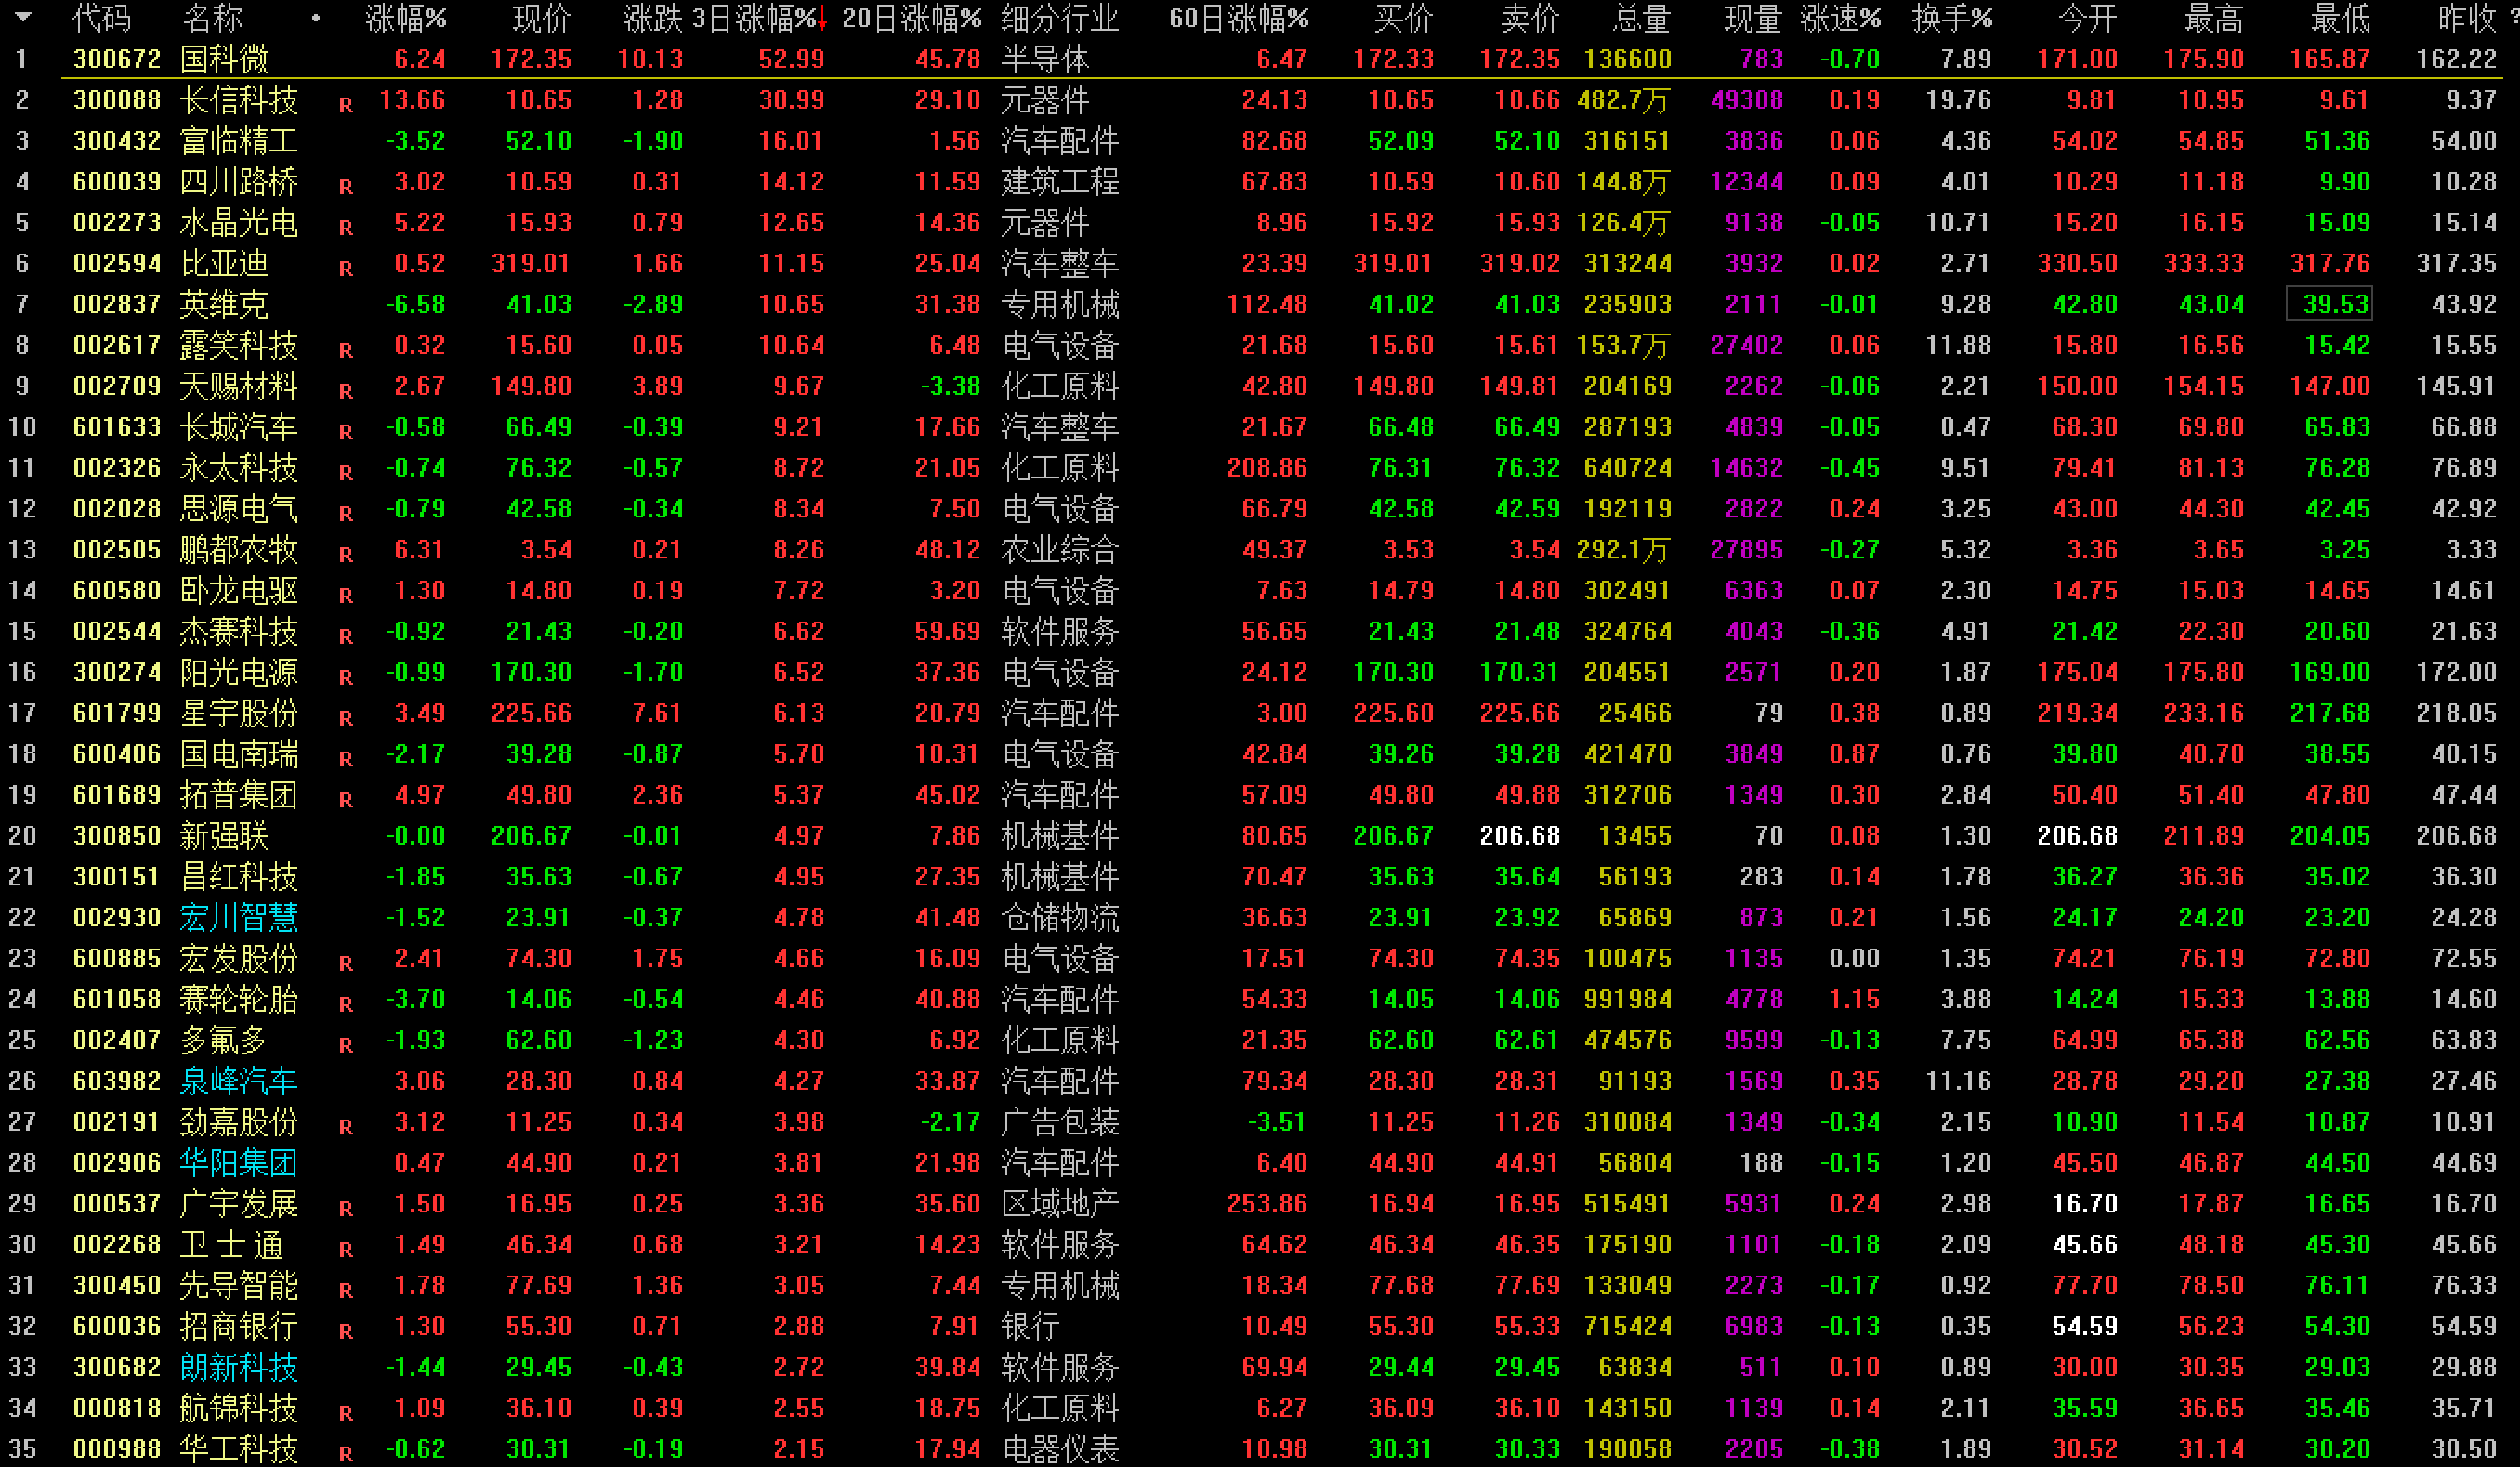 代码 名称 · 涨幅% 现价 涨跌 3日涨幅%↓ 20日涨幅% 细分行业 60日涨幅% 买价 卖价 总量 现量 涨速% 换手% 今开 最高 最低 昨收
1 300672 国科微 6.24 172.35 10.13 52.99 45.78 半导体 6.47 172.33 172.35 136600 783 -0.70 7.89 171.00 175.90 165.87 162.22
2 300088 长信科技 R 13.66 10.65 1.28 30.99 29.10 元器件 24.13 10.65 10.66 482.7万 49308 0.19 19.76 9.81 10.95 9.61 9.37
3 300432 富临精工 -3.52 52.10 -1.90 16.01 1.56 汽车配件 82.68 52.09 52.10 316151 3836 0.06 4.36 54.02 54.85 51.36 54.00
4 600039 四川路桥 R 3.02 10.59 0.31 14.12 11.59 建筑工程 67.83 10.59 10.60 144.8万 12344 0.09 4.01 10.29 11.18 9.90 10.28
5 002273 水晶光电 R 5.22 15.93 0.79 12.65 14.36 元器件 8.96 15.92 15.93 126.4万 9138 -0.05 10.71 15.20 16.15 15.09 15.14
6 002594 比亚迪 R 0.52 319.01 1.66 11.15 25.04 汽车整车 23.39 319.01 319.02 313244 3932 0.02 2.71 330.50 333.33 317.76 317.35
7 002837 英维克 -6.58 41.03 -2.89 10.65 31.38 专用机械 112.48 41.02 41.03 235903 2111 -0.01 9.28 42.80 43.04 39.53 43.92
8 002617 露笑科技 R 0.32 15.60 0.05 10.64 6.48 电气设备 21.68 15.60 15.61 153.7万 27402 0.06 11.88 15.80 16.56 15.42 15.55
9 002709 天赐材料 R 2.67 149.80 3.89 9.67 -3.38 化工原料 42.80 149.80 149.81 204169 2262 -0.06 2.21 150.00 154.15 147.00 145.91
10 601633 长城汽车 R -0.58 66.49 -0.39 9.21 17.66 汽车整车 21.67 66.48 66.49 287193 4839 -0.05 0.47 68.30 69.80 65.83 66.88
11 002326 永太科技 R -0.74 76.32 -0.57 8.72 21.05 化工原料 208.86 76.31 76.32 640724 14632 -0.45 9.51 79.41 81.13 76.28 76.89
12 002028 思源电气 R -0.79 42.58 -0.34 8.34 7.50 电气设备 66.79 42.58 42.59 192119 2822 0.24 3.25 43.00 44.30 42.45 42.92
13 002505 鹏都农牧 R 6.31 3.54 0.21 8.26 48.12 农业综合 49.37 3.53 3.54 292.1万 27895 -0.27 5.32 3.36 3.65 3.25 3.33
14 600580 卧龙电驱 R 1.30 14.80 0.19 7.72 3.20 电气设备 7.63 14.79 14.80 302491 6363 0.07 2.30 14.75 15.03 14.65 14.61
15 002544 杰赛科技 R -0.92 21.43 -0.20 6.62 59.69 软件服务 56.65 21.43 21.48 324764 4043 -0.36 4.91 21.42 22.30 20.60 21.63
16 300274 阳光电源 R -0.99 170.30 -1.70 6.52 37.36 电气设备 24.12 170.30 170.31 204551 2571 0.20 1.87 175.04 175.80 169.00 172.00
17 601799 星宇股份 R 3.49 225.66 7.61 6.13 20.79 汽车配件 3.00 225.60 225.66 25466 79 0.38 0.89 219.34 233.16 217.68 218.05
18 600406 国电南瑞 R -2.17 39.28 -0.87 5.70 10.31 电气设备 42.84 39.26 39.28 421470 3849 0.87 0.76 39.80 40.70 38.55 40.15
19 601689 拓普集团 R 4.97 49.80 2.36 5.37 45.02 汽车配件 57.09 49.80 49.88 312706 1349 0.30 2.84 50.40 51.40 47.80 47.44
20 300850 新强联 -0.00 206.67 -0.01 4.97 7.86 机械基件 80.65 206.67 206.68 13455 70 0.08 1.30 206.68 211.89 204.05 206.68
21 300151 昌红科技 -1.85 35.63 -0.67 4.95 27.35 机械基件 70.47 35.63 35.64 56193 283 0.14 1.78 36.27 36.36 35.02 36.30
22 002930 宏川智慧 -1.52 23.91 -0.37 4.78 41.48 仓储物流 36.63 23.91 23.92 65869 873 0.21 1.56 24.17 24.20 23.20 24.28
23 600885 宏发股份 R 2.41 74.30 1.75 4.66 16.09 电气设备 17.51 74.30 74.35 100475 1135 0.00 1.35 74.21 76.19 72.80 72.55
24 601058 赛轮轮胎 R -3.70 14.06 -0.54 4.46 40.88 汽车配件 54.33 14.05 14.06 991984 4778 1.15 3.88 14.24 15.33 13.88 14.60
25 002407 多氟多 R -1.93 62.60 -1.23 4.30 6.92 化工原料 21.35 62.60 62.61 474576 9599 -0.13 7.75 64.99 65.38 62.56 63.83
26 603982 泉峰汽车 3.06 28.30 0.84 4.27 33.87 汽车配件 79.34 28.30 28.31 91193 1569 0.35 11.16 28.78 29.20 27.38 27.46
27 002191 劲嘉股份 R 3.12 11.25 0.34 3.98 -2.17 广告包装 -3.51 11.25 11.26 310084 1349 -0.34 2.15 10.90 11.54 10.87 10.91
28 002906 华阳集团 0.47 44.90 0.21 3.81 21.98 汽车配件 6.40 44.90 44.91 56804 188 -0.15 1.20 45.50 46.87 44.50 44.69
29 000537 广宇发展 R 1.50 16.95 0.25 3.36 35.60 区域地产 253.86 16.94 16.95 515491 5931 0.24 2.98 16.70 17.87 16.65 16.70
30 002268 卫士通 R 1.49 46.34 0.68 3.21 14.23 软件服务 64.62 46.34 46.35 175190 1101 -0.18 2.09 45.66 48.18 45.30 45.66
31 300450 先导智能 R 1.78 77.69 1.36 3.05 7.44 专用机械 18.34 77.68 77.69 133049 2273 -0.17 0.92 77.70 78.50 76.11 76.33
32 600036 招商银行 R 1.30 55.30 0.71 2.88 7.91 银行 10.49 55.30 55.33 715424 6983 -0.13 0.35 54.59 56.23 54.30 54.59
33 300682 朗新科技 -1.44 29.45 -0.43 2.72 39.84 软件服务 69.94 29.44 29.45 63834 511 0.10 0.89 30.00 30.35 29.03 29.88
34 000818 航锦科技 R 1.09 36.10 0.39 2.55 18.75 化工原料 6.27 36.09 36.10 143150 1139 0.14 2.11 35.59 36.65 35.46 35.71
35 000988 华工科技 R -0.62 30.31 -0.19 2.15 17.94 电器仪表 10.98 30.31 30.33 190058 2205 -0.38 1.89 30.52 31.14 30.20 30.50